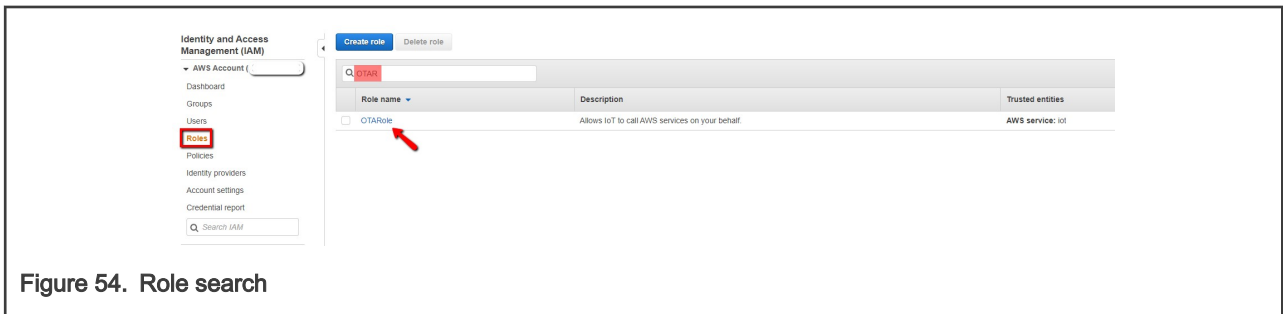 Identity and Access
Management (IAM)
AWS Account (
Dashboard
Groups
Users
Roles
Policies
Identity providers
Account settings
Credential report
Search IAM
Create role Delete role
OTAR
Role name Description Trusted entities
OTARole Allows IoT to call AWS services on your behalf. AWS service: iot
Figure 54. Role search